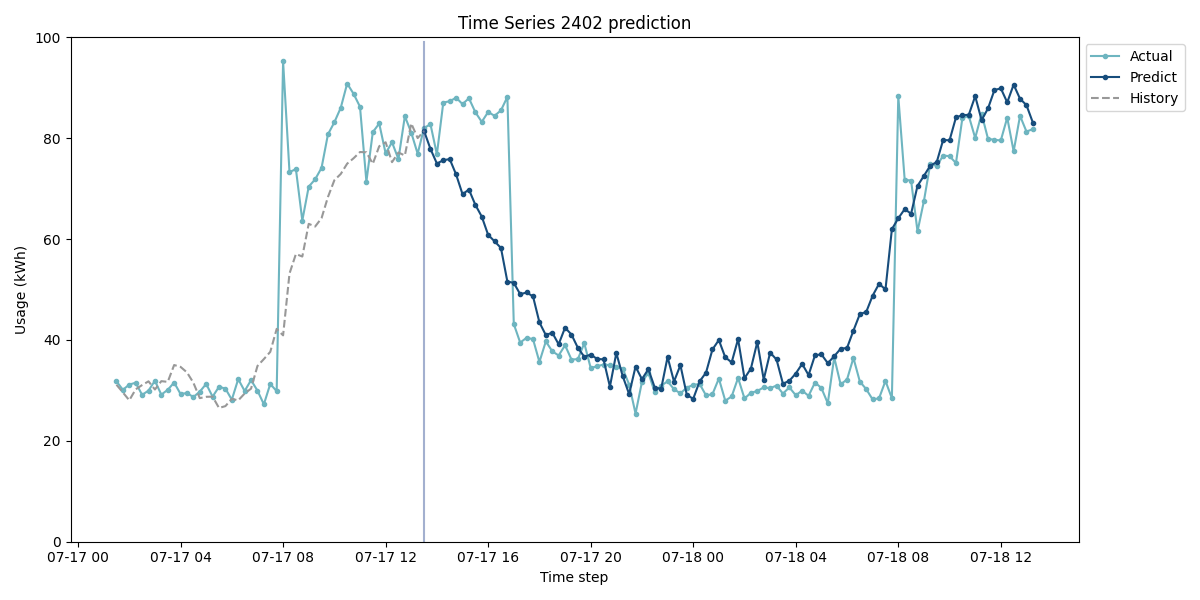 Time Series 2402 prediction
Usage (kWh)
100
80
60
40
20
0
07-17 00 07-17 04 07-17 08 07-17 12 07-17 16 07-17 20 07-18 00 07-18 04 07-18 08 07-18 12
Time step
Actual
Predict
History